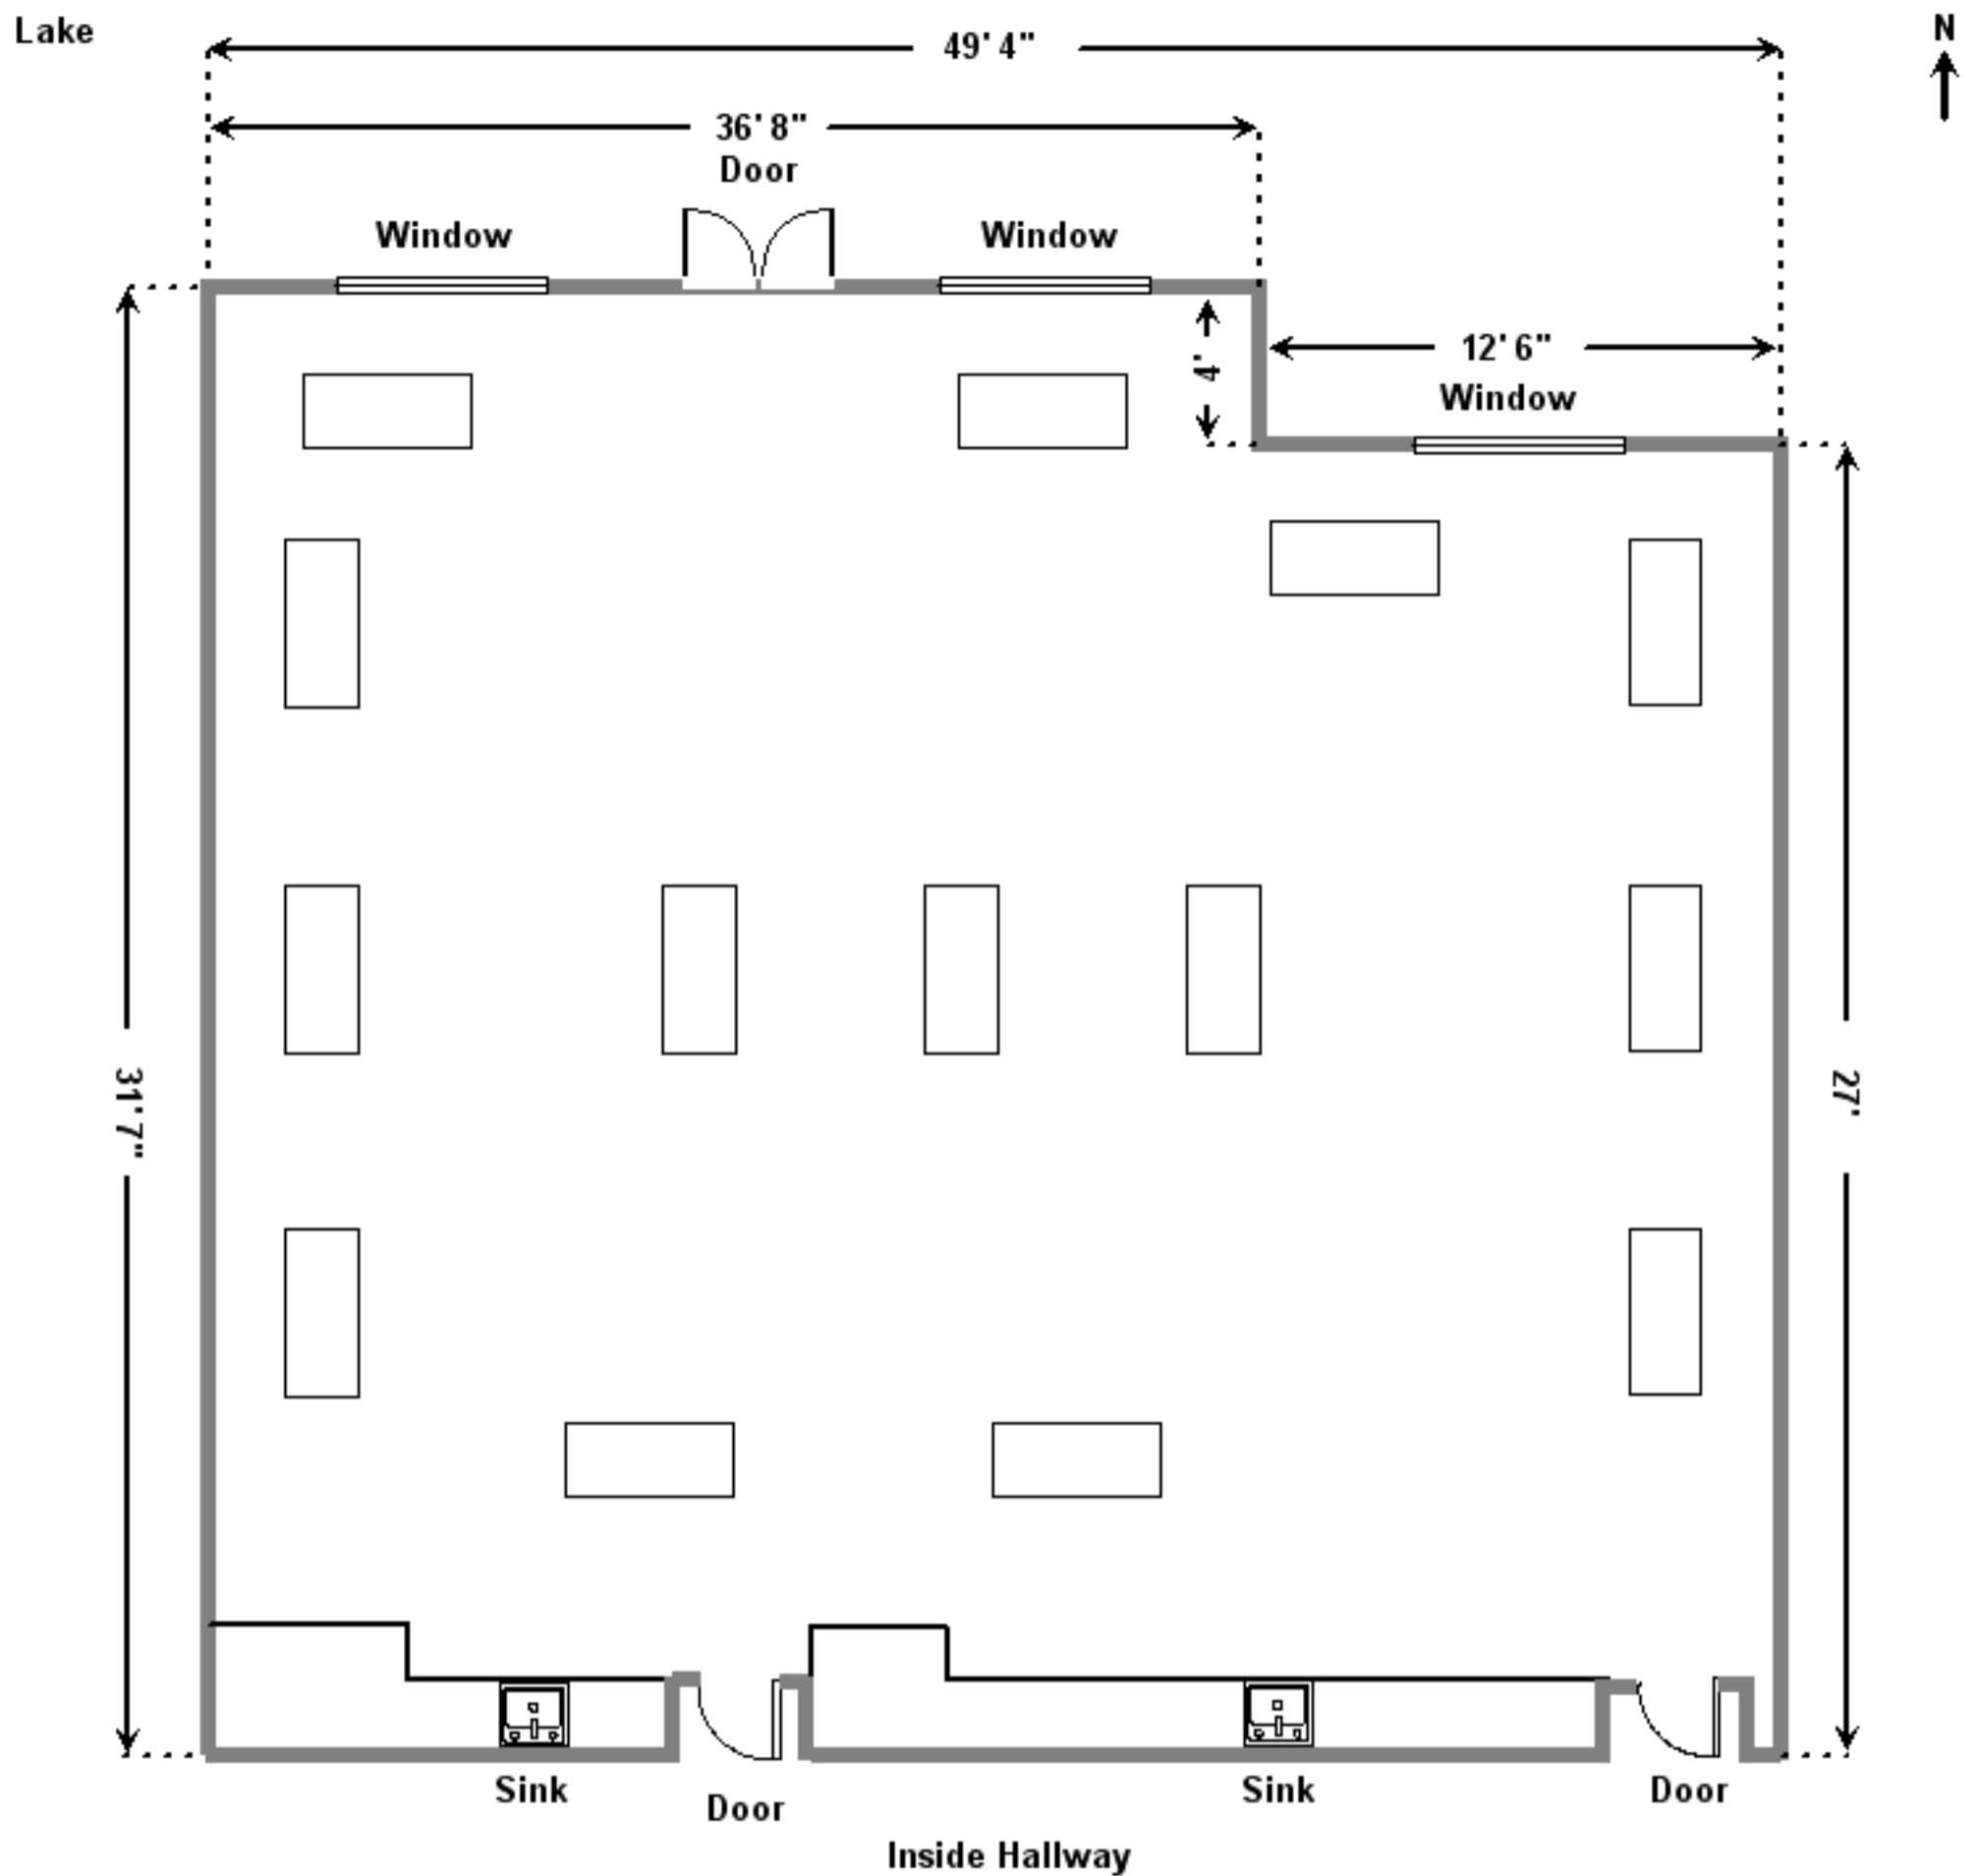 Lake
49' 4"
N
36' 8"
Door
Window
Window
12' 6"
4'
Window
31' 7"
27'
Sink
Door
Sink
Door
Inside Hallway